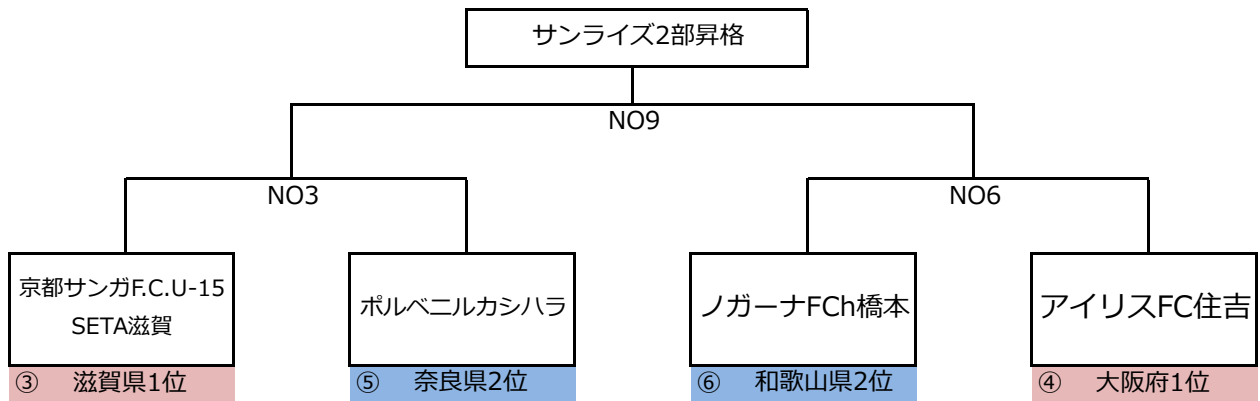 サンライズ2部昇格
NO9
NO3
NO6
京都サンガF.C.U-15
SETA滋賀
ポルベニルカシハラ
ノガーナFCh橋本
アイリスFC住吉
③ 滋賀県1位
⑤ 奈良県2位
⑥ 和歌山県2位
④ 大阪府1位